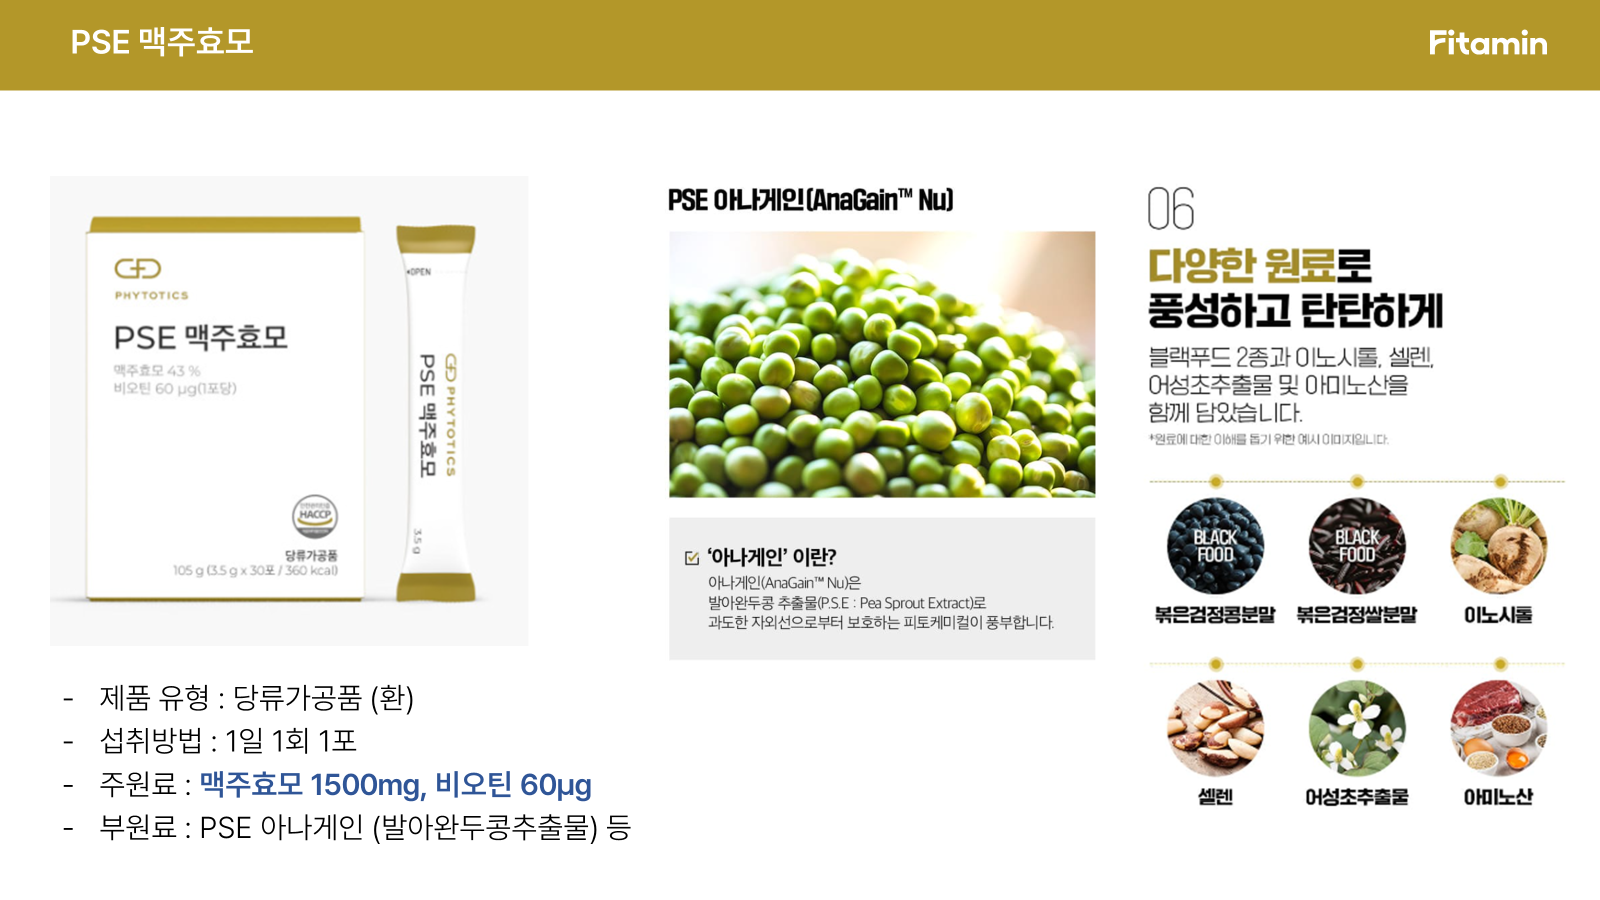 PSE 맥주효모
Fitamin
PHYTOTICS
PSE 맥주효모
맥주효모 43 %
비오틴 60 µg(1포당)
HACCP
당류가공품
105 g (3.5 g x 30포 / 360 kcal)
OPEN
PHYTOTICS
PSE 맥주효모
3.5 g
- 제품 유형 : 당류가공품 (환)
- 섭취방법 : 1일 1회 1포
- 주원료 : 맥주효모 1500mg, 비오틴 60µg
- 부원료 : PSE 아나게인 (발아완두콩추출물) 등
PSE 아나게인(AnaGain™ Nu)
‘아나게인’ 이란?
아나게인(AnaGain™ Nu)은
발아완두콩 추출물(P.S.E : Pea Sprout Extract)로
과도한 자외선으로부터 보호하는 피토케미컬이 풍부합니다.
06
다양한 원료로
풍성하고 탄탄하게
블랙푸드 2종과 이노시톨, 셀렌,
어성초추출물 및 아미노산을
함께 담았습니다.
*원료에 대한 이해를 돕기 위한 예시 이미지입니다.
BLACK
FOOD
BLACK
FOOD
볶은검정콩분말
볶은검정쌀분말
이노시톨
셀렌
어성초추출물
아미노산